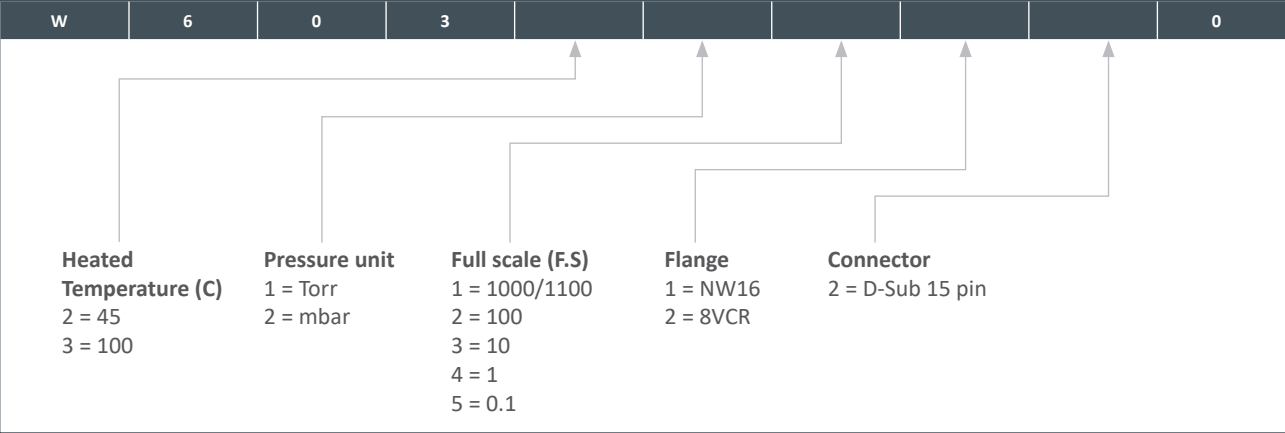 W 6 0 3 0
Heated
Temperature (C)
2 = 45
3 = 100
Pressure unit
1 = Torr
2 = mbar
Full scale (F.S)
1 = 1000/1100
2 = 100
3 = 10
4 = 1
5 = 0.1
Flange
1 = NW16
2 = 8VCR
Connector
2 = D-Sub 15 pin